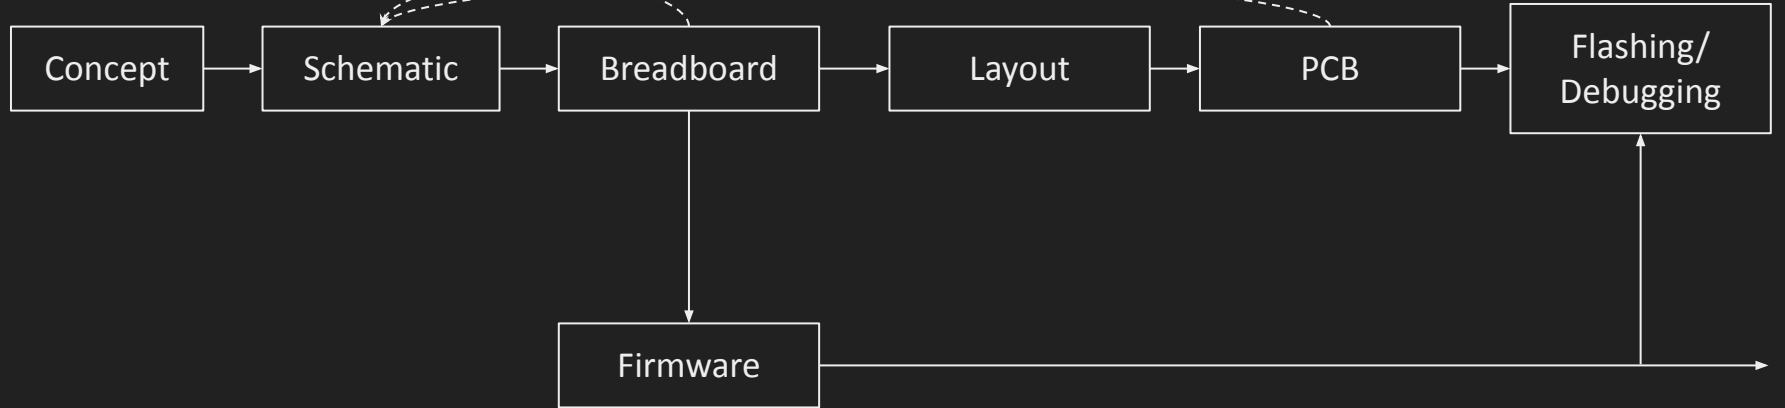 Concept
Schematic
Breadboard
Layout
PCB
Flashing/
Debugging
Firmware